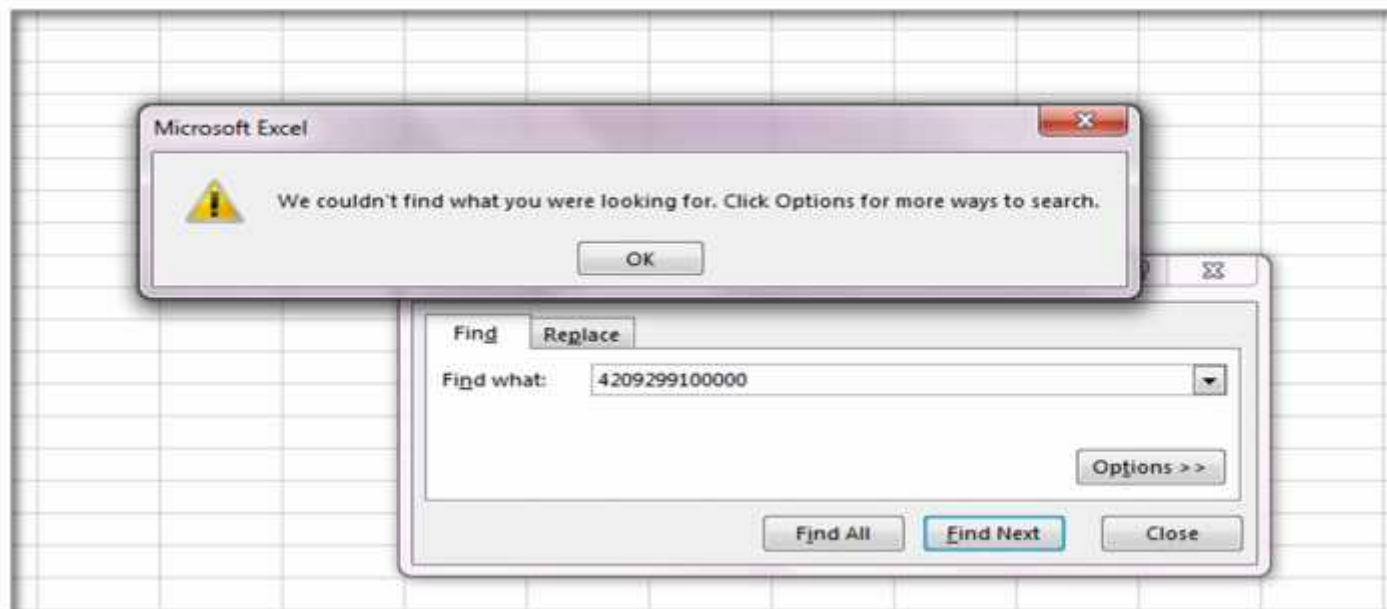 Microsoft Excel
We couldn't find what you were looking for. Click Options for more ways to search.
OK
Find
Replace
Find what:
4209299100000
Options >>
Find All
Find Next
Close